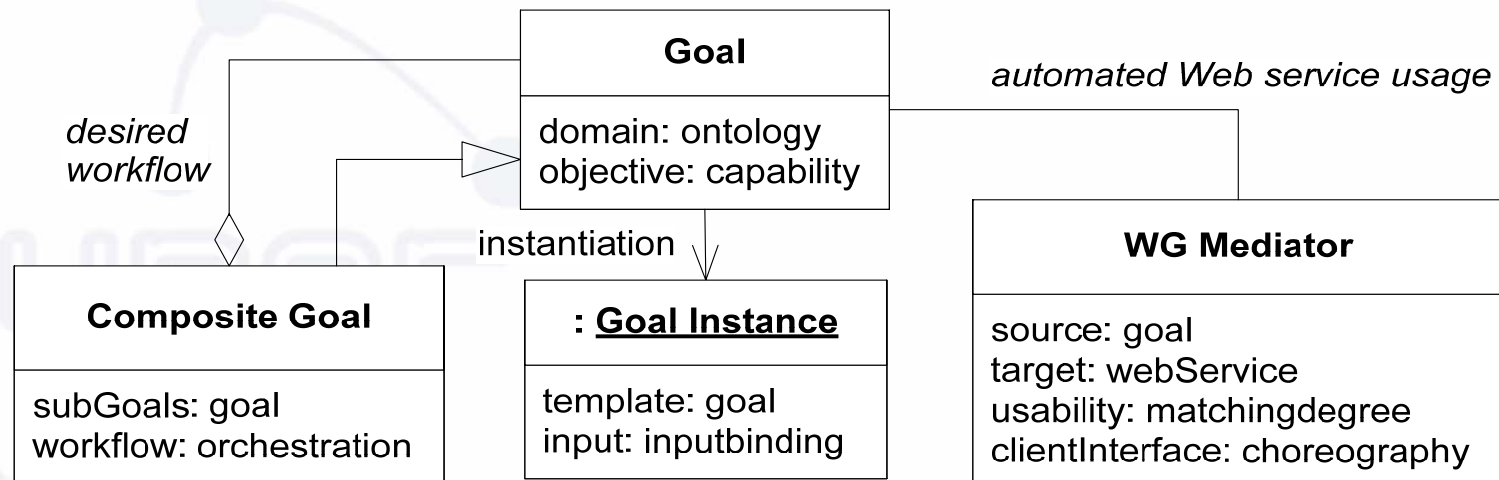 Goal
domain: ontology
objective: capability
automated Web service usage
desired
workflow
instantiation
Composite Goal
subGoals: goal
workflow: orchestration
: Goal Instance
template: goal
input: inputbinding
WG Mediator
source: goal
target: webService
usability: matchingdegree
clientInterface: choreography